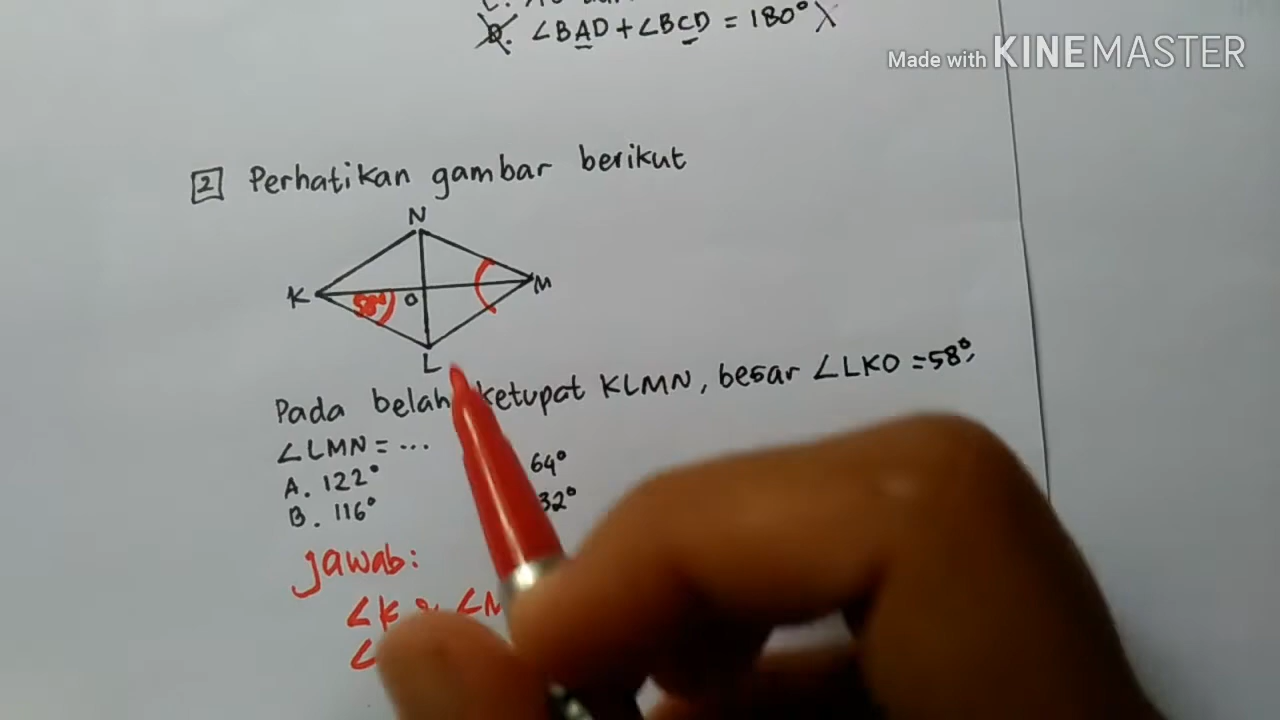 ∠BAD + ∠BCD = 180°
Made with KINEMASTER
2 Perhatikan gambar berikut
N
K 58° O M
L
Pada belah ketupat KLMN, besar ∠LKO = 58°,
∠LMN = ...
A. 122° 64°
B. 116° 32°
Jawab:
∠K
∠